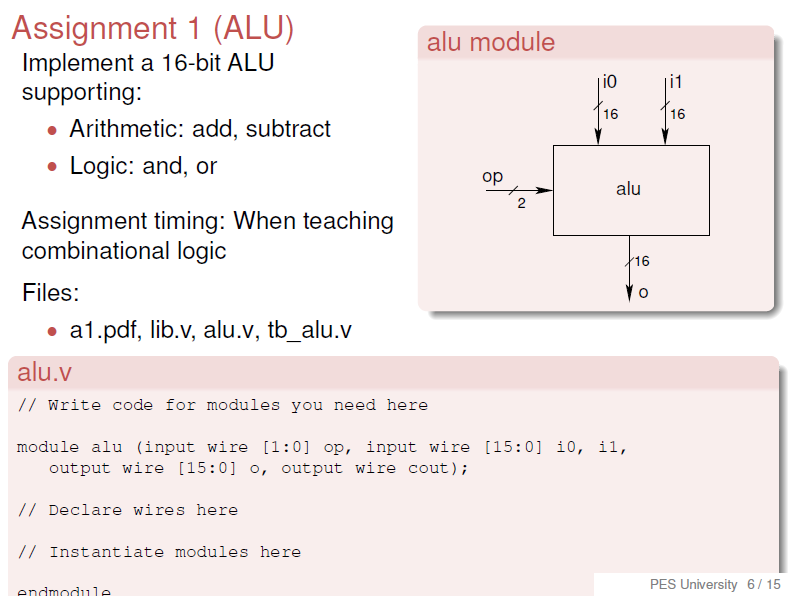 Assignment 1 (ALU)
Implement a 16-bit ALU
supporting:
• Arithmetic: add, subtract
• Logic: and, or
Assignment timing: When teaching
combinational logic
Files:
• a1.pdf, lib.v, alu.v, tb_alu.v
alu module
i0
i1
16
16
op
2
alu
16
o
alu.v
// Write code for modules you need here
module alu (input wire [1:0] op, input wire [15:0] i0, i1,
output wire [15:0] o, output wire cout);
// Declare wires here
// Instantiate modules here
endmodule
PES University 6 / 15